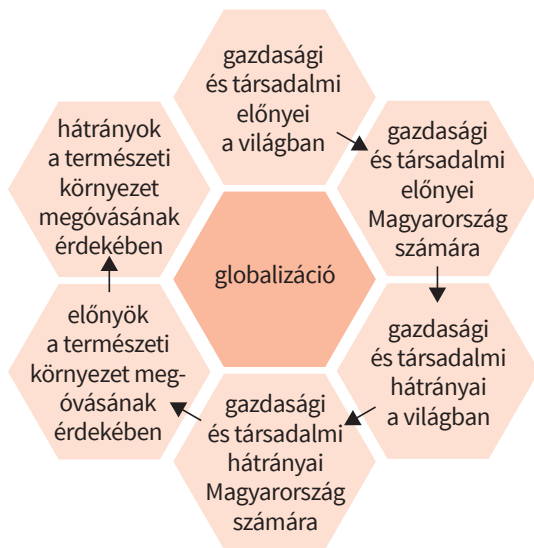 gazdasági
és társadalmi
előnyei
a világban
gazdasági
és társadalmi
előnyei
Magyarország
számára
gazdasági
és társadalmi
hátrányai
a világban
gazdasági
és társadalmi
hátrányai
Magyarország
számára
előnyök
a természeti
környezet meg-
óvásának
érdekében
hátrányok
a természeti
környezet
megóvásának
érdekében
globalizáció